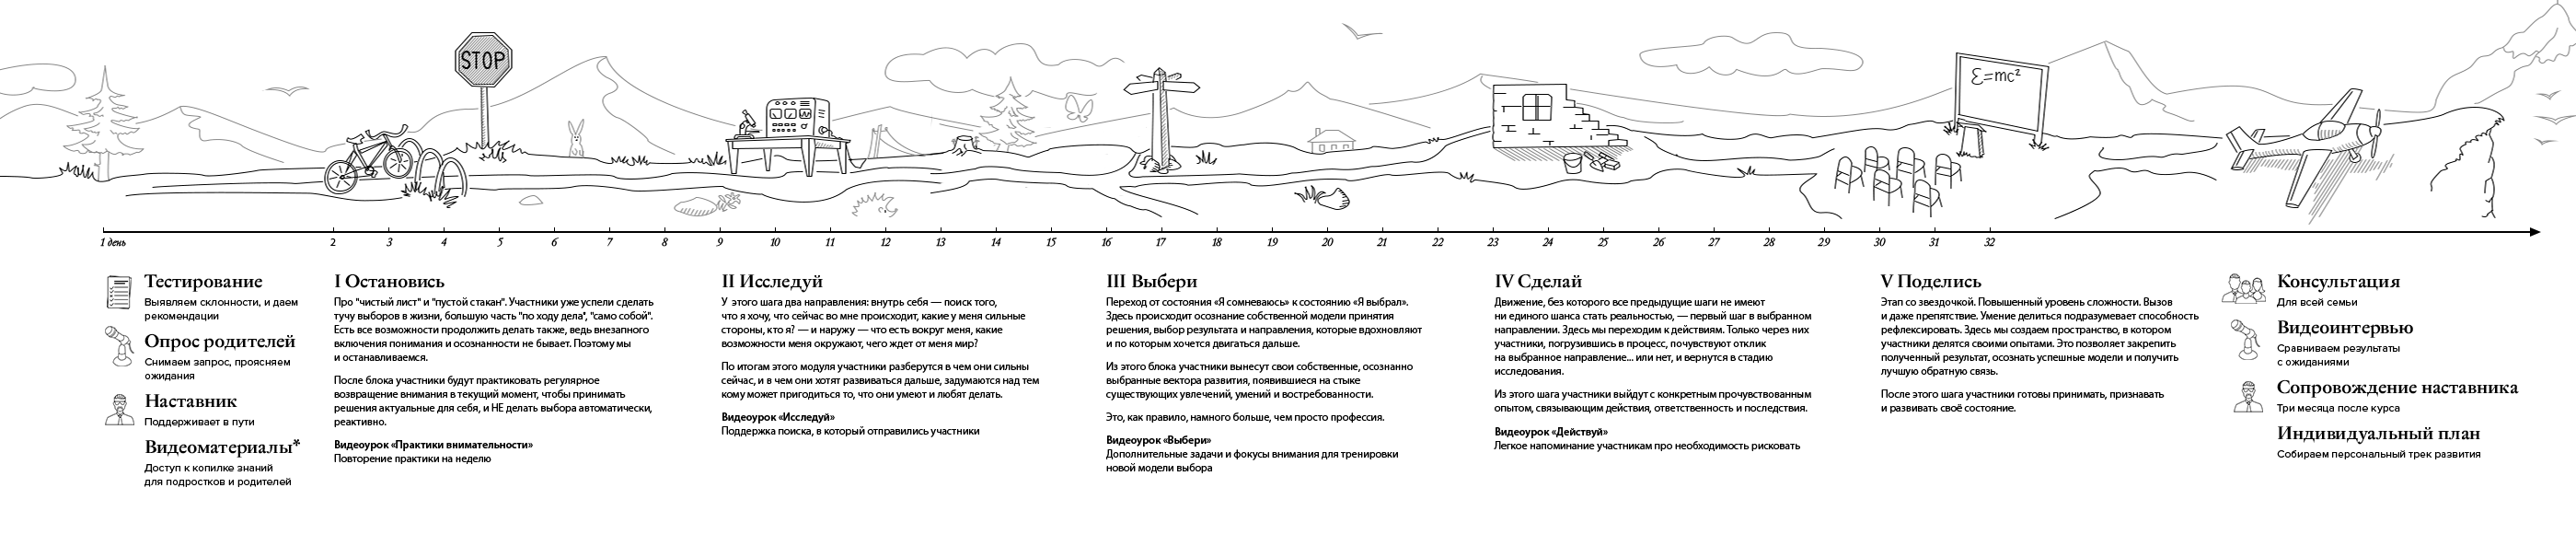 STOP
Ɛ=mc²
1 день 2 3 4 5 6 7 8 9 10 11 12 13 14 15 16 17 18 19 20 21 22 23 24 25 26 27 28 29 30 31 32
Тестирование
Выявляем склонности, и даем
рекомендации
Опрос родителей
Снимаем запрос, проясняем
ожидания
Наставник
Поддерживает в пути
Видеоматериалы*
Доступ к копилке знаний
для подростков и родителей
I Остановись
Про "чистый лист" и "пустой стакан". Участники уже успели сделать
тучу выборов в жизни, большую часть "по ходу дела", "само собой".
Есть все возможности продолжить делать также, ведь внезапного
включения понимания и осознанности не бывает. Поэтому мы
и останавливаемся.
После блока участники будут практиковать регулярное
возвращение внимания в текущий момент, чтобы принимать
решения актуальные для себя, и НЕ делать выбора автоматически,
реактивно.
Видеоурок «Практики внимательности»
Повторение практики на неделю
II Исследуй
У этого шага два направления: внутрь себя — поиск того,
что я хочу, что сейчас во мне происходит, какие у меня сильные
стороны, кто я? — и наружу — что есть вокруг меня, какие
возможности меня окружают, чего ждет от меня мир?
По итогам этого модуля участники разберутся в чем они сильны
сейчас, и в чем они хотят развиваться дальше, задумаются над тем
кому может пригодиться то, что они умеют и любят делать.
Видеоурок «Исследуй»
Поддержка поиска, в который отправились участники
III Выбери
Переход от состояния «Я сомневаюсь» к состоянию «Я выбрал».
Здесь происходит осознание собственной модели принятия
решения, выбор результата и направления, которые вдохновляют
и по которым хочется двигаться дальше.
Из этого блока участники вынесут свои собственные, осознанно
выбранные вектора развития, появившиеся на стыке
существующих увлечений, умений и востребованности.
Это, как правило, намного больше, чем просто профессия.
Видеоурок «Выбери»
Дополнительные задачи и фокусы внимания для тренировки
новой модели выбора
IV Сделай
Движение, без которого все предыдущие шаги не имеют
ни единого шанса стать реальностью, — первый шаг в выбранном
направлении. Здесь мы переходим к действиям. Только через них
участники, погрузившись в процесс, почувствуют отклик
на выбранное направление... или нет, и вернутся в стадию
исследования.
Из этого шага участники выйдут с конкретным прочувствованным
опытом, связывающим действия, ответственность и последствия.
Видеоурок «Действуй»
Легкое напоминание участникам про необходимость рисковать
V Поделись
Этап со звездочкой. Повышенный уровень сложности. Вызов
и даже препятствие. Умение делиться подразумевает способность
рефлексировать. Здесь мы создаем пространство, в котором
участники делятся своими опытами. Это позволяет закрепить
полученный результат, осознать успешные модели и получить
лучшую обратную связь.
После этого шага участники готовы принимать, признавать
и развивать своё состояние.
Консультация
Для всей семьи
Видеоинтервью
Сравниваем результаты
с ожиданиями
Сопровождение наставника
Три месяца после курса
Индивидуальный план
Собираем персональный трек развития